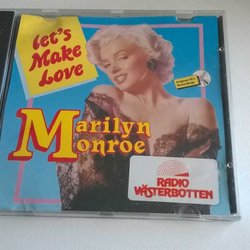 let's
Make
Love
Marilyn
Monroe
RADIO
VÄSTERBOTTEN